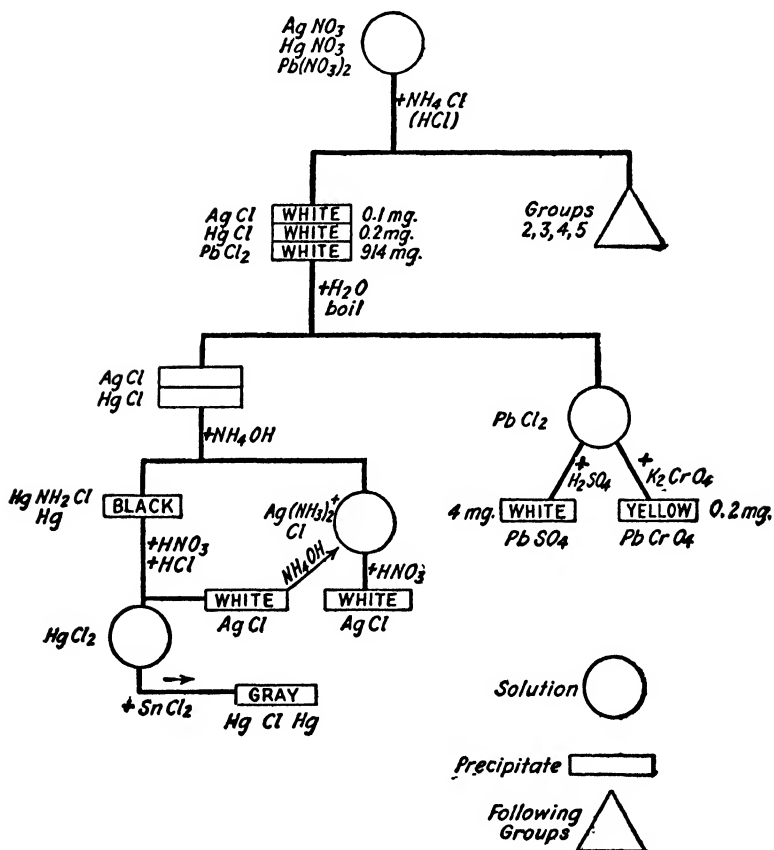 Ag NO3
Hg NO3
Pb(NO3)2
+NH4 Cl
(HCl)
Ag Cl WHITE 0.1 mg.
Hg Cl WHITE 0.2 mg.
Pb Cl2 WHITE 914 mg.
Groups
2, 3, 4, 5
+H2O
boil
Ag Cl
Hg Cl
Pb Cl2
+NH4OH
+ H2SO4
+ K2CrO4
Hg NH2 Cl
Hg
BLACK
Ag(NH3)2+
Cl
4 mg. WHITE
Pb SO4
YELLOW 0.2 mg.
Pb Cr O4
+HNO3
+HCl
NH4OH
+HNO3
WHITE
Ag Cl
WHITE
Ag Cl
Hg Cl2
+ Sn Cl2
GRAY
Hg Cl Hg
Solution
Precipitate
Following
Groups